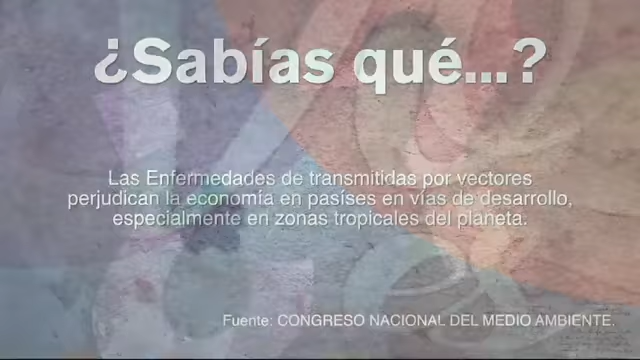 ¿Sabías qué...?
Las Enfermedades de transmitidas por vectores
perjudican la economía en pasíses en vías de desarrollo,
especialmente en zonas tropicales del planeta.
Fuente: CONGRESO NACIONAL DEL MEDIO AMBIENTE.